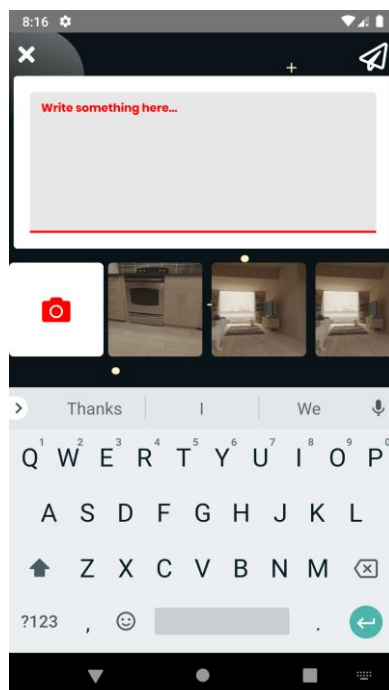 8:16
Write something here...
Thanks I We
1 2 3 4 5 6 7 8 9 0
Q W E R T Y U I O P
A S D F G H J K L
Z X C V B N M
?123 , .